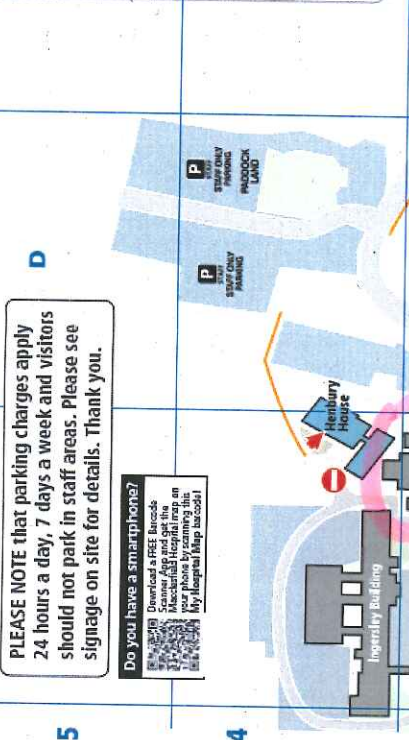 PLEASE NOTE that parking charges apply
24 hours a day, 7 days a week and visitors
should not park in staff areas. Please see
signage on site for details. Thank you.
D
Do you have a smartphone?
Download a FREE Barcode
Scanner App and get the
Macclesfield Hospital map on
your phone by scanning this
My Hospital Map barcode!
P
STAFF
STAFF ONLY
PARKING
PADDOCK
LAND
P
STAFF
STAFF ONLY
PARKING
Henbury
House
Ingersley Building
5
4